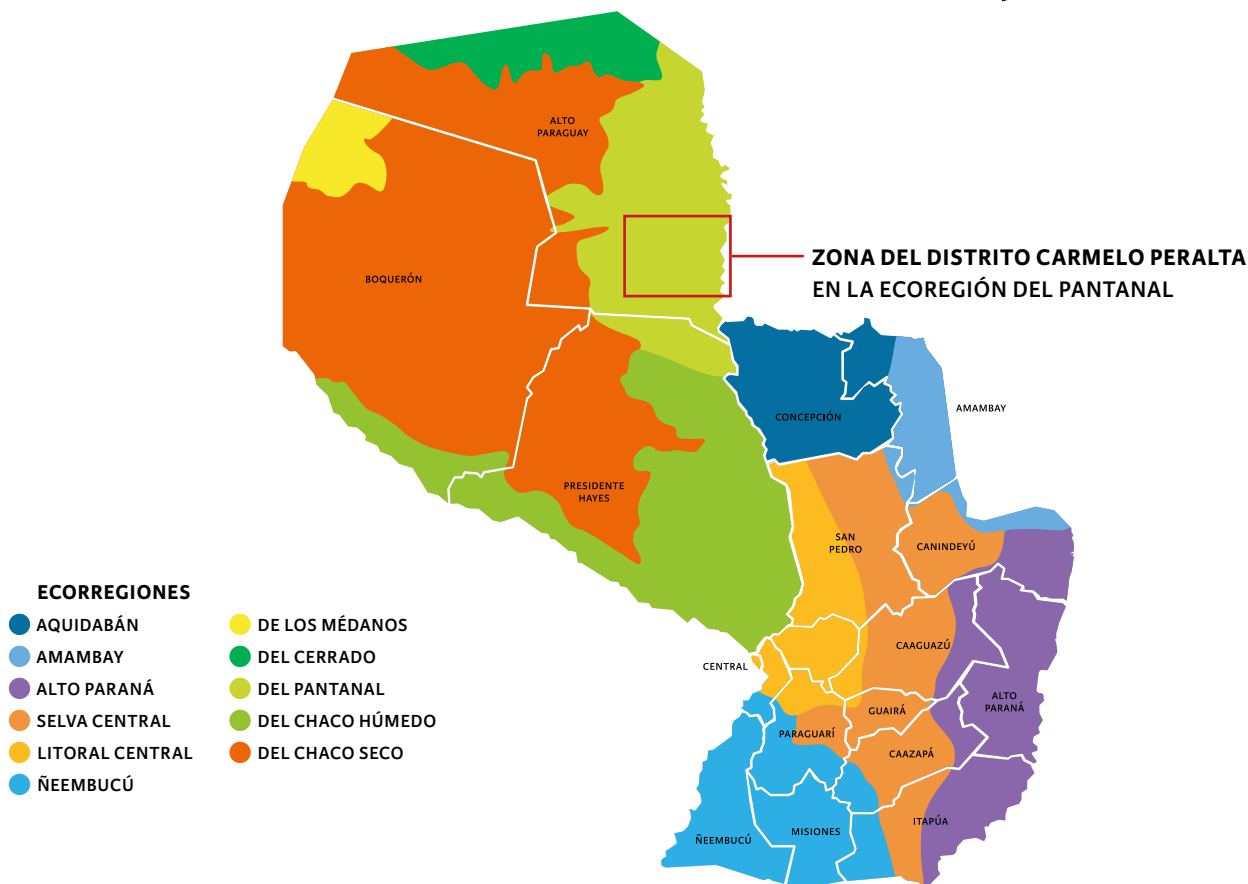 ALTO
PARAGUAY
BOQUERÓN
ZONA DEL DISTRITO CARMELO PERALTA
EN LA ECOREGIÓN DEL PANTANAL
CONCEPCIÓN
AMAMBAY
PRESIDENTE
HAYES
SAN
PEDRO
CANINDEYÚ
CENTRAL
CAAGUAZÚ
ALTO
PARANÁ
GUAIRÁ
PARAGUARÍ
CAAZAPÁ
ITAPÚA
ÑEEMBUCÚ
MISIONES
ECORREGIONES
AQUIDABÁN
AMAMBAY
ALTO PARANÁ
SELVA CENTRAL
LITORAL CENTRAL
ÑEEMBUCÚ
DE LOS MÉDANOS
DEL CERRADO
DEL PANTANAL
DEL CHACO HÚMEDO
DEL CHACO SECO